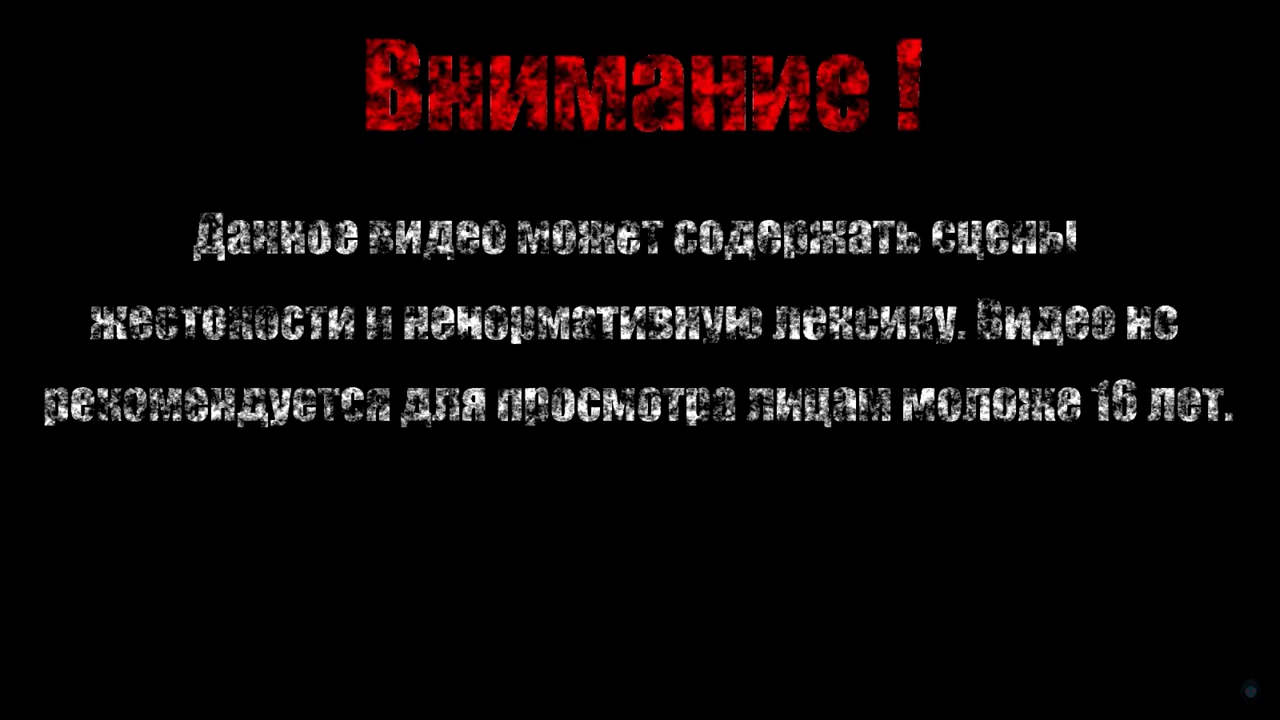 Внимание !
Данное видео может содержать сцены
жестокости и ненормативную лексику. Видео не
рекомендуется для просмотра лицам моложе 16 лет.